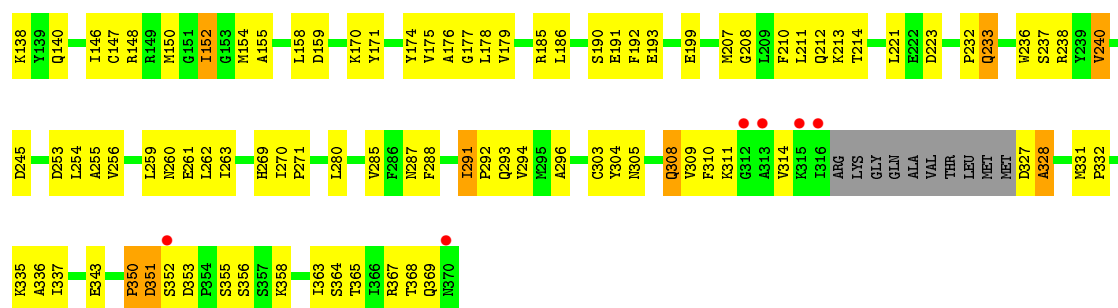 K138 Y139 Q140 I146 C147 R148 R149 M150 G151 I152 G153 M154 A155 L158 D159 K170 Y171 Y174 V175 A176 G177 L178 V179 R185 L186 S190 E191 F192 E193 E199 M207 G208 L209 F210 L211 Q212 K213 T214 L221 E222 D223 P232 Q233 W236 S237 R238 Y239 V240
D245 D253 L254 A255 V256 L259 N260 E261 L262 I263 H269 I270 P271 L280 V285 F286 N287 F288 I291 P292 Q293 V294 M295 A296 C303 Y304 N305 Q308 V309 F310 K311 G312 A313 V314 K315 I316 ARG LYS GLY GLN ALA VAL THR LEU MET MET D327 A328 M331 P332
K335 A336 I337 E343 P350 D351 S352 D353 P354 S355 S356 S357 K358 I363 S364 T365 I366 R367 T368 Q369 N370